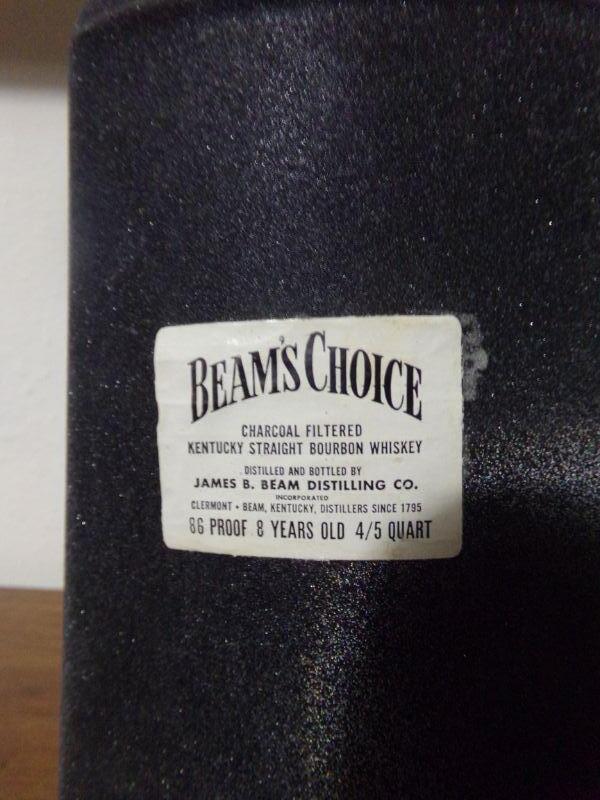 BEAM'S CHOICE
CHARCOAL FILTERED
KENTUCKY STRAIGHT BOURBON WHISKEY
DISTILLED AND BOTTLED BY
JAMES B. BEAM DISTILLING CO.
INCORPORATED
CLERMONT • BEAM, KENTUCKY, DISTILLERS SINCE 1795
86 PROOF 8 YEARS OLD 4/5 QUART